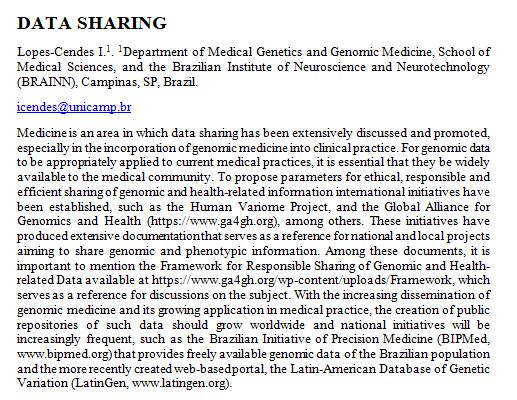 DATA SHARING
Lopes-Cendes I.¹. ¹Department of Medical Genetics and Genomic Medicine, School of
Medical Sciences, and the Brazilian Institute of Neuroscience and Neurotechnology
(BRAINN), Campinas, SP, Brazil.
icendes@unicamp.br
Medicine is an area in which data sharing has been extensively discussed and promoted,
especially in the incorporation of genomic medicine into clinical practice. For genomic data
to be appropriately applied to current medical practices, it is essential that they be widely
available to the medical community. To propose parameters for ethical, responsible and
efficient sharing of genomic and health-related information international initiatives have
been established, such as the Human Variome Project, and the Global Alliance for
Genomics and Health (https://www.ga4gh.org), among others. These initiatives have
produced extensive documentation that serves as a reference for national and local projects
aiming to share genomic and phenotypic information. Among these documents, it is
important to mention the Framework for Responsible Sharing of Genomic and Health-
related Data available at https://www.ga4gh.org/wp-content/uploads/Framework, which
serves as a reference for discussions on the subject. With the increasing dissemination of
genomic medicine and its growing application in medical practice, the creation of public
repositories of such data should grow worldwide and national initiatives will be
increasingly frequent, such as the Brazilian Initiative of Precision Medicine (BIPMed,
www.bipmed.org) that provides freely available genomic data of the Brazilian population
and the more recently created web-based portal, the Latin-American Database of Genetic
Variation (LatinGen, www.latingen.org).